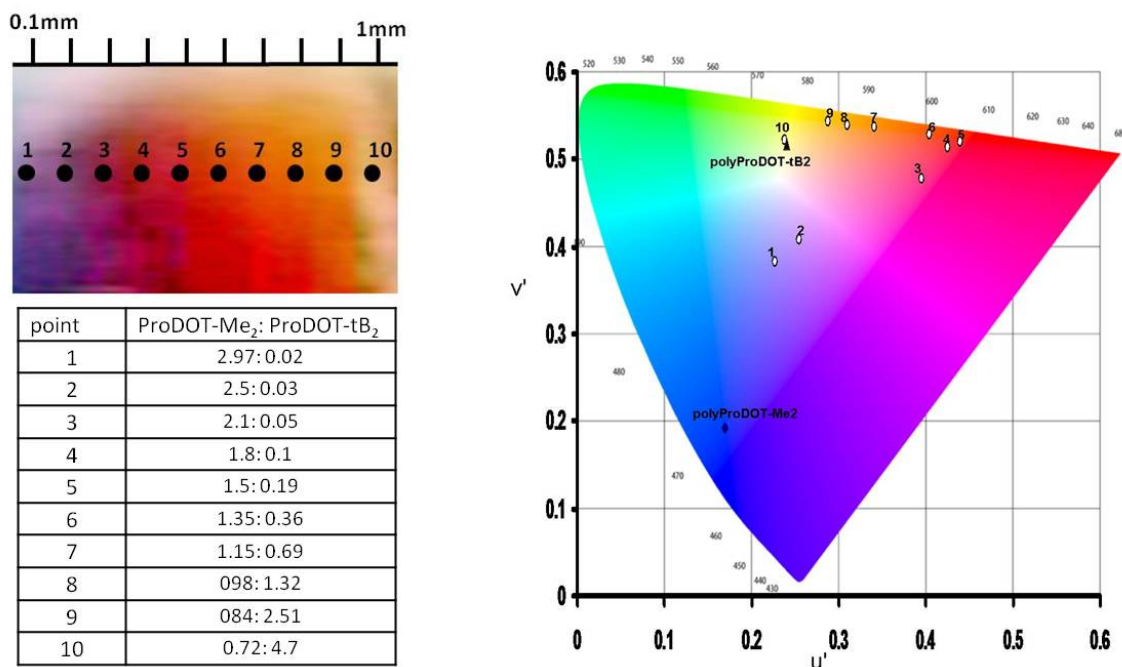 0.1mm 1mm
1 2 3 4 5 6 7 8 9 10
point ProDOT-Me₂: ProDOT-tB₂
1 2.97: 0.02
2 2.5: 0.03
3 2.1: 0.05
4 1.8: 0.1
5 1.5: 0.19
6 1.35: 0.36
7 1.15: 0.69
8 098: 1.32
9 084: 2.51
10 0.72: 4.7
520 530 540 550 560 570 580 590 600 610 620 630 640 68
0.6
0.5
0.4
0.3
0.2
0.1
0
v'
9 8 7 6 5
10 4
polyProDOT-tB2
3
2
1
polyProDOT-Me2
480
470
460
450
440
430
0 0.1 0.2 0.3 0.4 0.5 0.6
u'